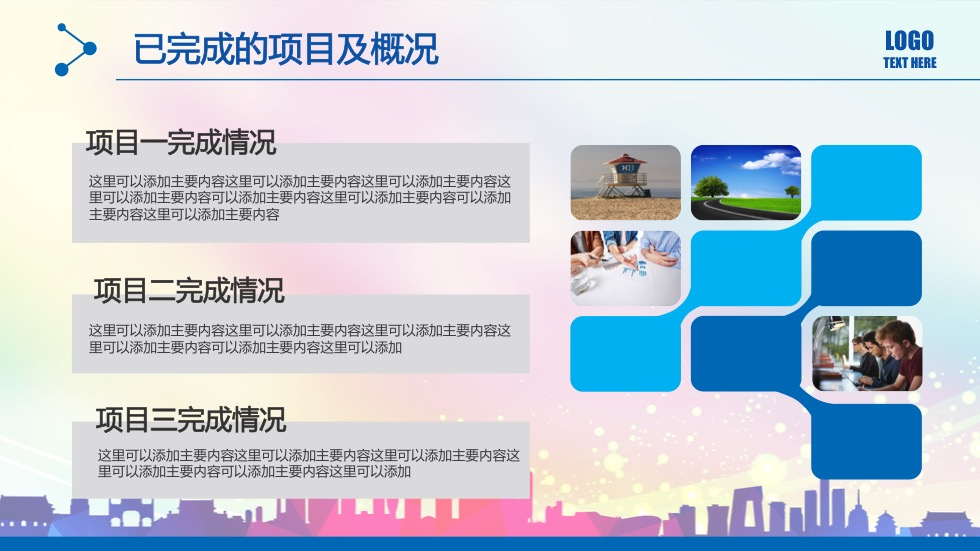 已完成的项目及概况
LOGO
TEXT HERE
项目一完成情况
这里可以添加主要内容这里可以添加主要内容这里可以添加主要内容这
里可以添加主要内容可以添加主要内容这里可以添加主要内容可以添加
主要内容这里可以添加主要内容
项目二完成情况
这里可以添加主要内容这里可以添加主要内容这里可以添加主要内容这
里可以添加主要内容可以添加主要内容这里可以添加
项目三完成情况
这里可以添加主要内容这里可以添加主要内容这里可以添加主要内容这
里可以添加主要内容可以添加主要内容这里可以添加